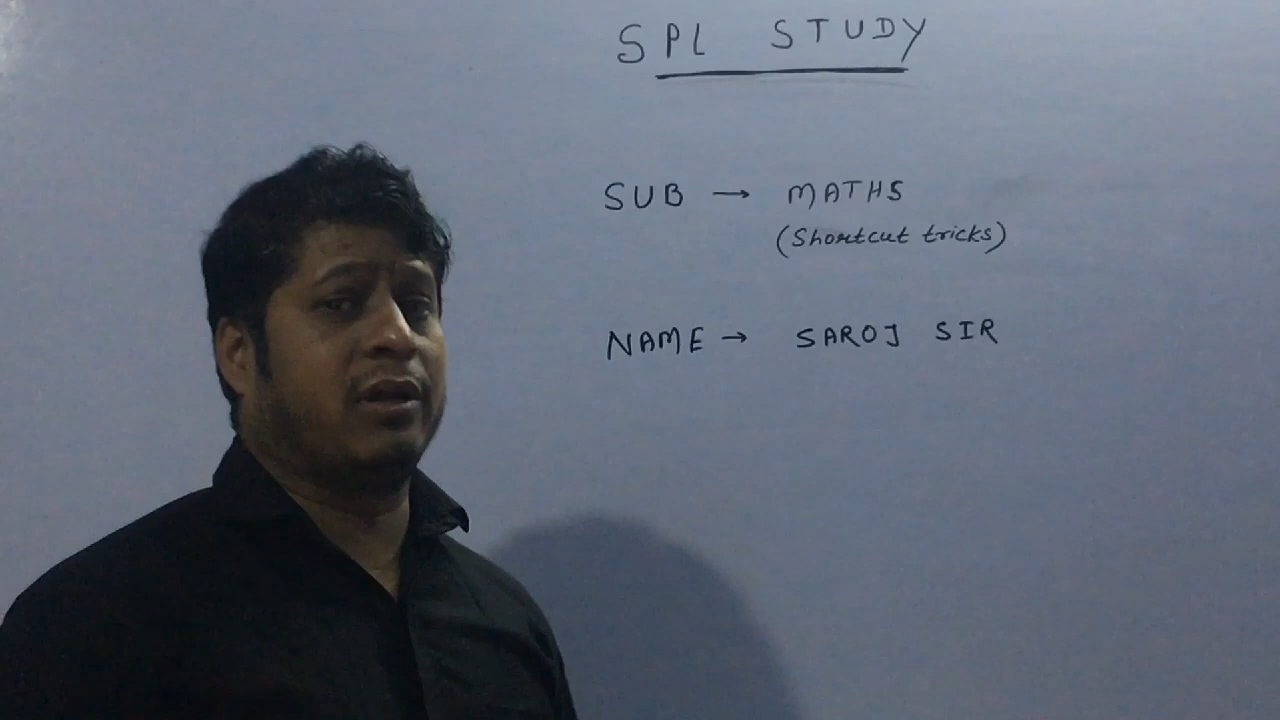 SPL STUDY
SUB → MATHS
(Shortcut tricks)
NAME → SAROJ SIR